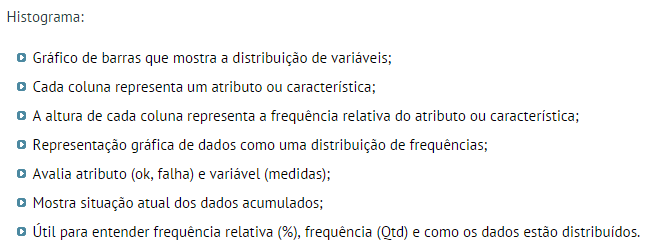 Histograma:
Gráfico de barras que mostra a distribuição de variáveis;
Cada coluna representa um atributo ou característica;
A altura de cada coluna representa a frequência relativa do atributo ou característica;
Representação gráfica de dados como uma distribuição de frequências;
Avalia atributo (ok, falha) e variável (medidas);
Mostra situação atual dos dados acumulados;
Útil para entender frequência relativa (%), frequência (Qtd) e como os dados estão distribuídos.